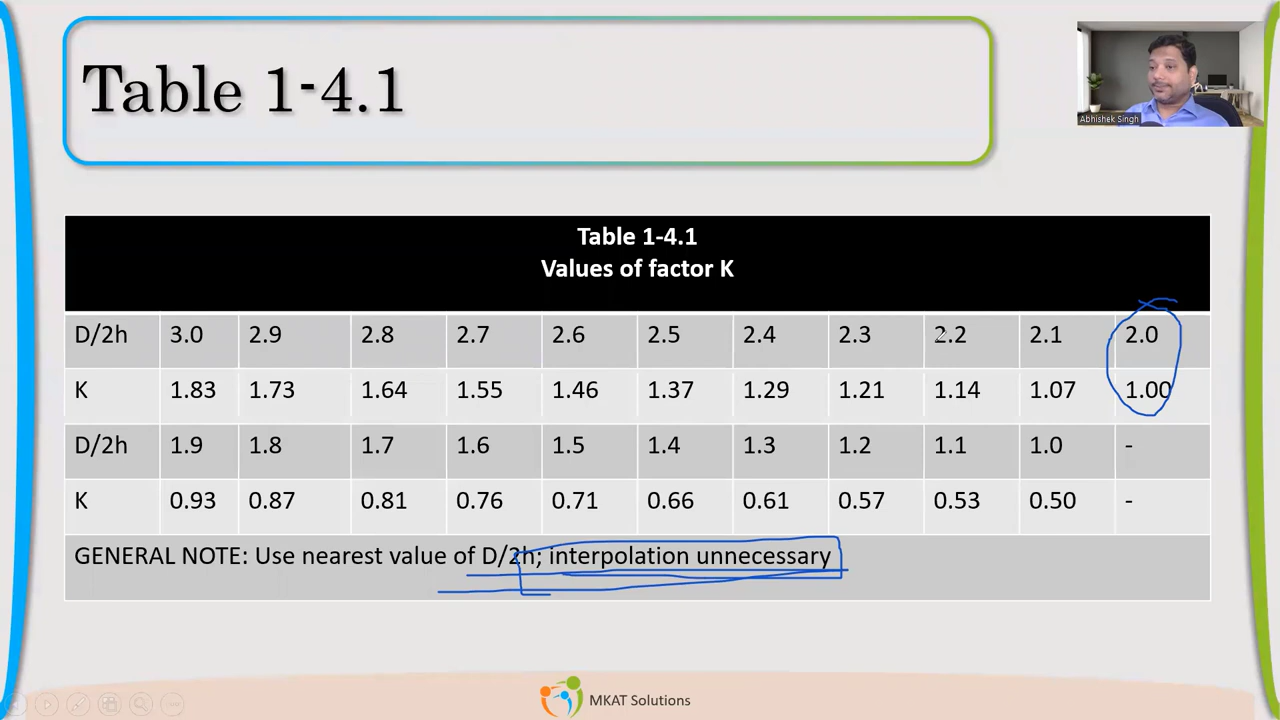 Table 1-4.1
Abhishek Singh
Table 1-4.1
Values of factor K
D/2h 3.0 2.9 2.8 2.7 2.6 2.5 2.4 2.3 2.2 2.1 2.0
K 1.83 1.73 1.64 1.55 1.46 1.37 1.29 1.21 1.14 1.07 1.00
D/2h 1.9 1.8 1.7 1.6 1.5 1.4 1.3 1.2 1.1 1.0 -
K 0.93 0.87 0.81 0.76 0.71 0.66 0.61 0.57 0.53 0.50 -
GENERAL NOTE: Use nearest value of D/2h; interpolation unnecessary
MKAT Solutions